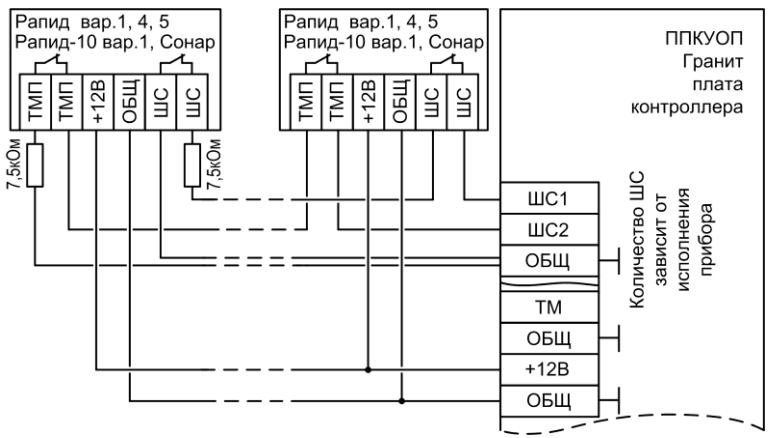 Рапид вар.1, 4, 5
Рапид-10 вар.1, Сонар
ТМП
ТМП
+12В
ОБЩ
ШС
ШС
7,5кОм
7,5кОм
Рапид вар.1, 4, 5
Рапид-10 вар.1, Сонар
ТМП
ТМП
+12В
ОБЩ
ШС
ШС
ППКУОП
Гранит
плата
контроллера
ШС1
ШС2
ОБЩ
ТМ
ОБЩ
+12В
ОБЩ
Количество ШС
зависит от
исполнения
прибора